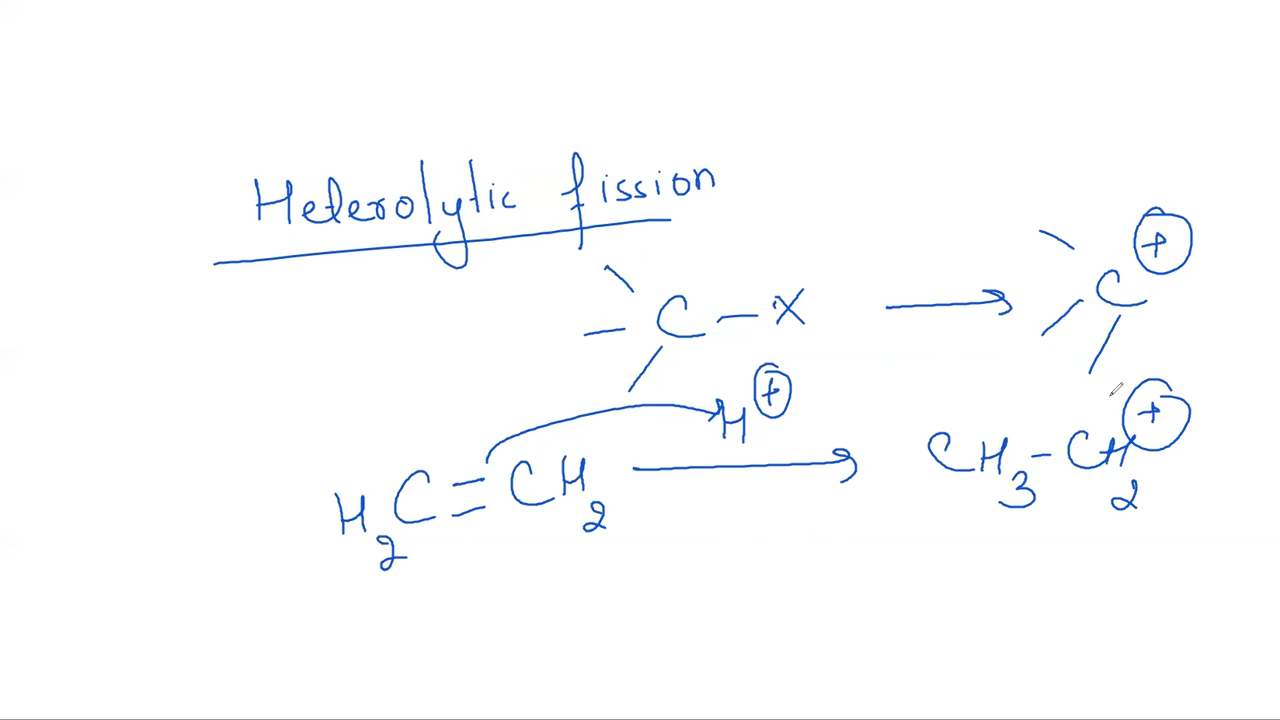 Heterolytic fission
C - X → C +
H +
H2C = CH2 → CH3 - CH2 +